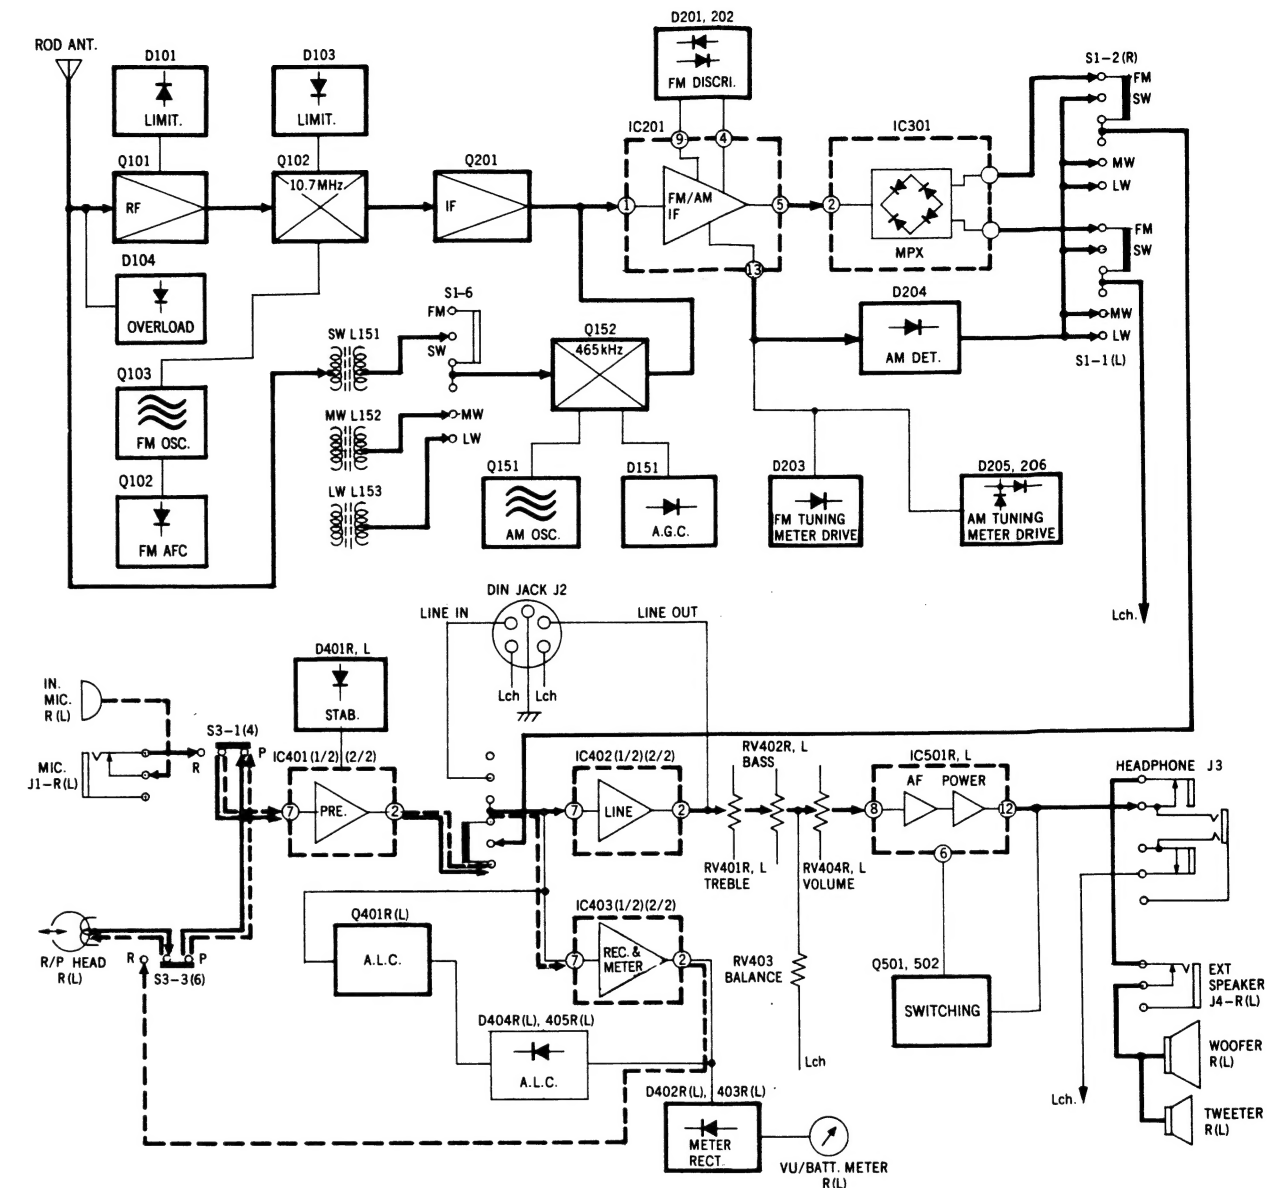 ROD ANT.
D101
LIMIT.
D103
LIMIT.
D201, 202
FM DISCRI.
S1-2(R)
FM
SW
MW
LW
Q101
RF
Q102
10.7MHz
Q201
IF
IC201
9
4
1
FM/AM
IF
5
13
IC301
2
MPX
FM
SW
MW
LW
S1-1(L)
D104
OVERLOAD
Q103
FM OSC.
Q102
FM AFC
SW L151
MW L152
LW L153
S1-6
FM
SW
MW
LW
Q152
465kHz
D204
AM DET.
Q151
AM OSC.
D151
A.G.C.
D203
FM TUNING
METER DRIVE
D205, 206
AM TUNING
METER DRIVE
Lch.
DIN JACK J2
LINE IN
LINE OUT
Lch
Lch
D401R, L
STAB.
IN.
MIC.
R(L)
MIC.
J1-R(L)
S3-1(4)
R
P
IC401(1/2)(2/2)
7
PRE.
2
IC402(1/2)(2/2)
7
LINE
2
RV402R, L
BASS
RV401R, L
TREBLE
RV404R, L
VOLUME
IC501R, L
8
AF
POWER
12
6
HEADPHONE J3
R/P HEAD
R(L)
R
P
S3-3(6)
Q401R(L)
A.L.C.
IC403(1/2)(2/2)
7
REC. &
METER
2
RV403
BALANCE
Lch
Q501, 502
SWITCHING
EXT
SPEAKER
J4-R(L)
WOOFER
R(L)
TWEETER
R(L)
Lch.
D404R(L), 405R(L)
A.L.C.
D402R(L), 403R(L)
METER
RECT.
VU/BATT. METER
R(L)